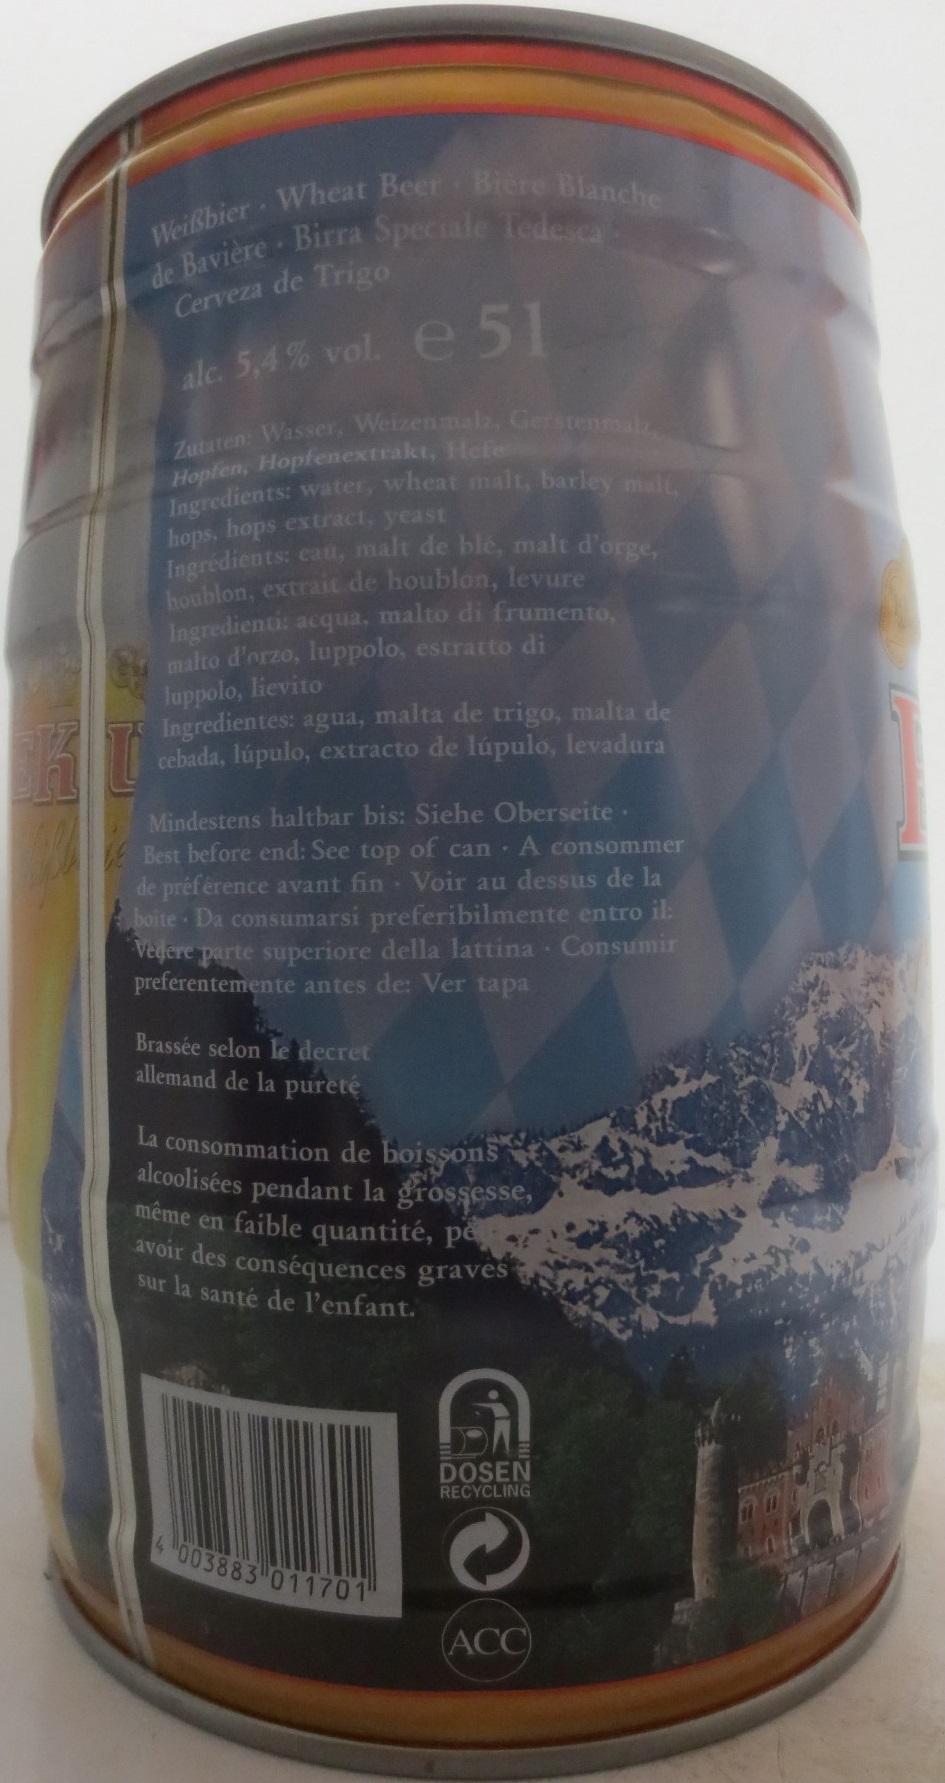 Weißbier · Wheat Beer · Bière Blanche
de Bavière · Birra Speciale Tedesca ·
Cerveza de Trigo
alc. 5,4% vol. e 5l
Zutaten: Wasser, Weizenmalz, Gerstenmalz,
Hopfen, Hopfenextrakt, Hefe
Ingredients: water, wheat malt, barley malt,
hops, hops extract, yeast
Ingrédients: eau, malt de blé, malt d'orge,
houblon, extrait de houblon, levure
Ingredienti: acqua, malto di frumento,
malto d'orzo, luppolo, estratto di
luppolo, lievito
Ingredientes: agua, malta de trigo, malta de
cebada, lúpulo, extracto de lúpulo, levadura
Mindestens haltbar bis: Siehe Oberseite ·
Best before end: See top of can · A consommer
de préférence avant fin · Voir au dessus de la
boite · Da consumarsi preferibilmente entro il:
Vedere parte superiore della lattina · Consumir
preferentemente antes de: Ver tapa
Brassée selon le decret
allemand de la pureté
La consommation de boissons
alcoolisées pendant la grossesse,
même en faible quantité,
avoir des conséquences graves
sur la santé de l'enfant.
4 003883 011701
DOSEN
RECYCLING
ACC
EKU